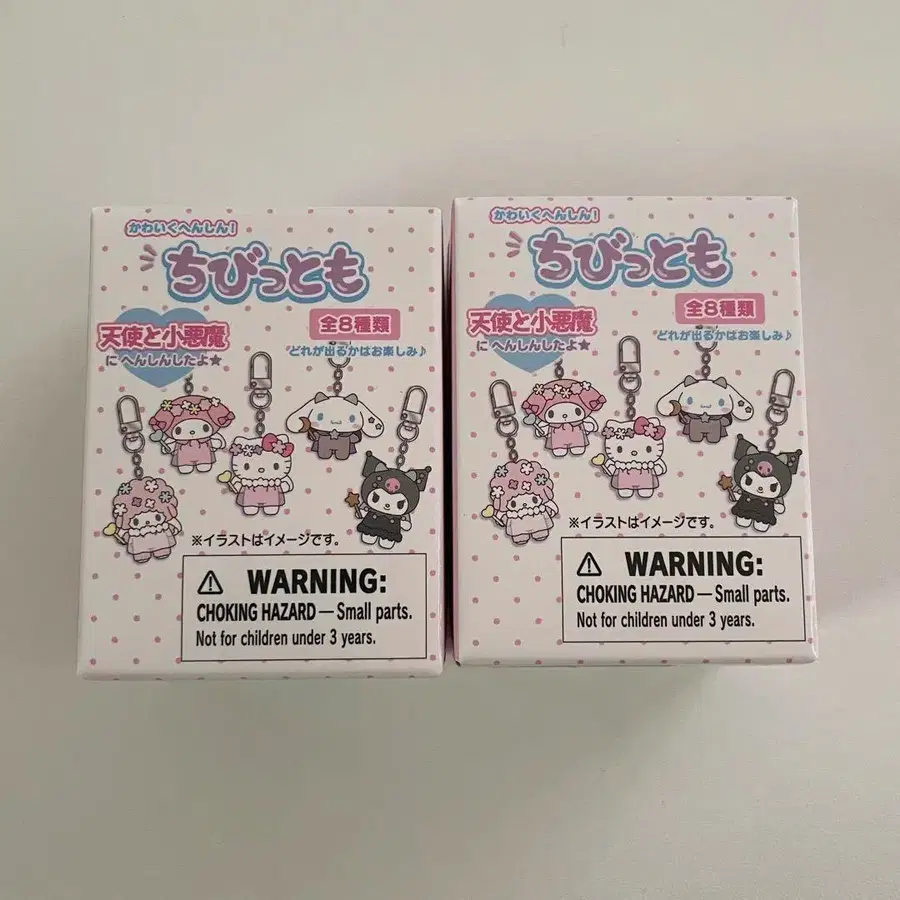 かわいくへんしん!
ちびっとも
天使と小悪魔
にへんしんしたよ★
全8種類
どれが出るかはお楽しみ♪
※イラストはイメージです。
⚠ WARNING:
CHOKING HAZARD — Small parts.
Not for children under 3 years.
かわいくへんしん!
ちびっとも
天使と小悪魔
にへんしんしたよ★
全8種類
どれが出るかはお楽しみ♪
※イラストはイメージです。
⚠ WARNING:
CHOKING HAZARD — Small parts.
Not for children under 3 years.